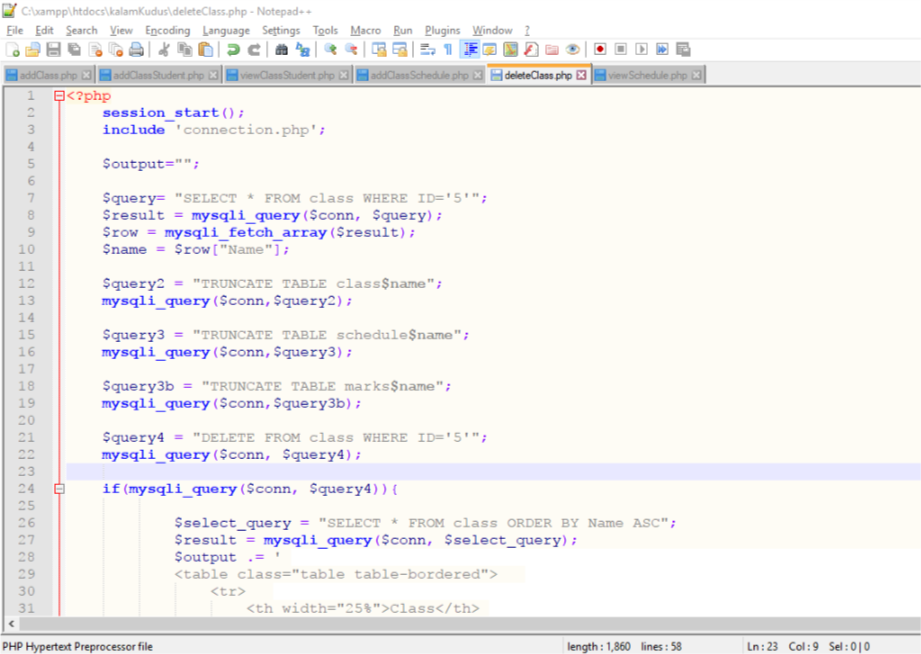 C:\xampp\htdocs\kalamKudus\deleteClass.php - Notepad++
File Edit Search View Encoding Language Settings Tools Macro Run Plugins Window ?
addClass.php addClassStudent.php viewClassStudent.php addClassSchedule.php deleteClass.php viewSchedule.php
1 <?php
2 session_start();
3 include 'connection.php';
4
5 $output="";
6
7 $query= "SELECT * FROM class WHERE ID='5'";
8 $result = mysqli_query($conn, $query);
9 $row = mysqli_fetch_array($result);
10 $name = $row["Name"];
11
12 $query2 = "TRUNCATE TABLE class$name";
13 mysqli_query($conn,$query2);
14
15 $query3 = "TRUNCATE TABLE schedule$name";
16 mysqli_query($conn,$query3);
17
18 $query3b = "TRUNCATE TABLE marks$name";
19 mysqli_query($conn,$query3b);
20
21 $query4 = "DELETE FROM class WHERE ID='5'";
22 mysqli_query($conn, $query4);
23
24 if(mysqli_query($conn, $query4)){
25
26 $select_query = "SELECT * FROM class ORDER BY Name ASC";
27 $result = mysqli_query($conn, $select_query);
28 $output .= '
29 <table class="table table-bordered">
30 <tr>
31 <th width="25%">Class</th>
PHP Hypertext Preprocessor file length : 1,860 lines : 58 Ln : 23 Col : 9 Sel : 0 | 0